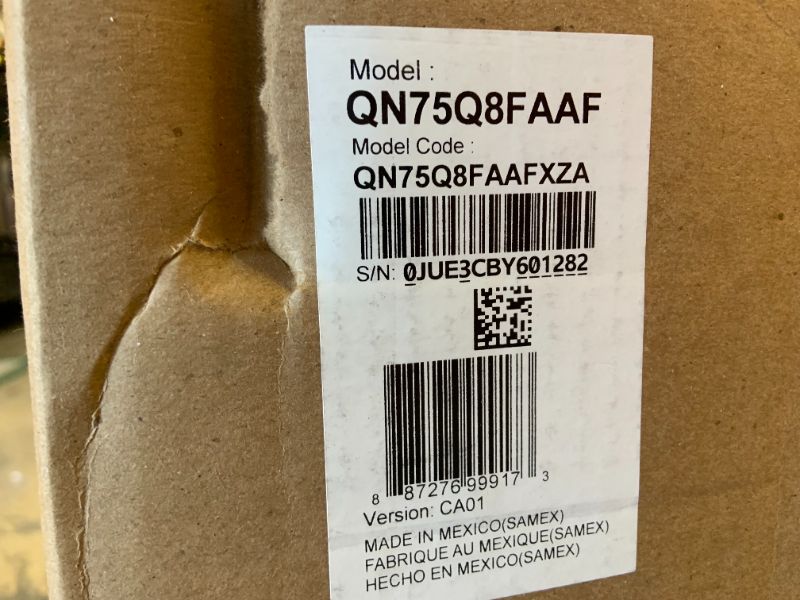 Model :
QN75Q8FAAF
Model Code :
QN75Q8FAAFXZA
S/N: 0JUE3CBY601282
8 87276 99917 3
Version: CA01
MADE IN MEXICO(SAMEX)
FABRIQUE AU MEXIQUE(SAMEX)
HECHO EN MEXICO(SAMEX)